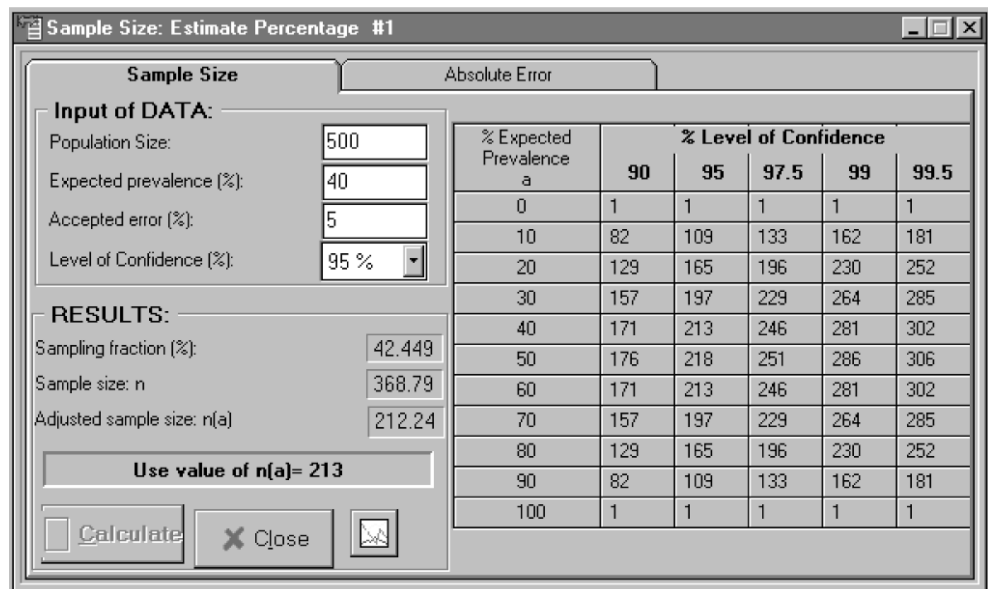 Sample Size: Estimate Percentage #1
Sample Size
Absolute Error
Input of DATA:
Population Size: 500
Expected prevalence (%): 40
Accepted error (%): 5
Level of Confidence (%): 95 %
RESULTS:
Sampling fraction (%): 42.449
Sample size: n 368.79
Adjusted sample size: n(a) 212.24
Use value of n(a)= 213
Calculate
Close
% Expected Prevalence a
% Level of Confidence
90 95 97.5 99 99.5
0 1 1 1 1 1
10 82 109 133 162 181
20 129 165 196 230 252
30 157 197 229 264 285
40 171 213 246 281 302
50 176 218 251 286 306
60 171 213 246 281 302
70 157 197 229 264 285
80 129 165 196 230 252
90 82 109 133 162 181
100 1 1 1 1 1